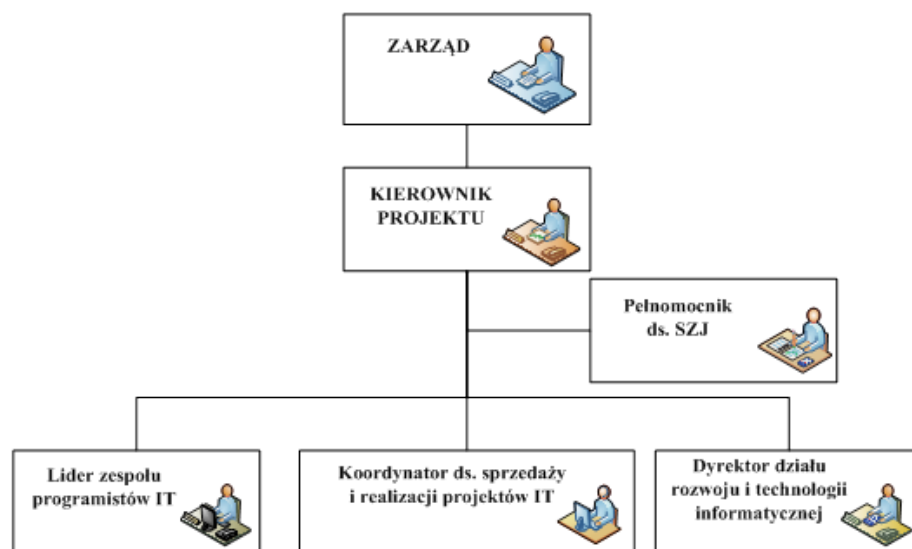 ZARZĄD
KIEROWNIK
PROJEKTU
Pełnomocnik
ds. SZJ
Lider zespołu
programistów IT
Koordynator ds. sprzedaży
i realizacji projektów IT
Dyrektor działu
rozwoju i technologii
informatycznej